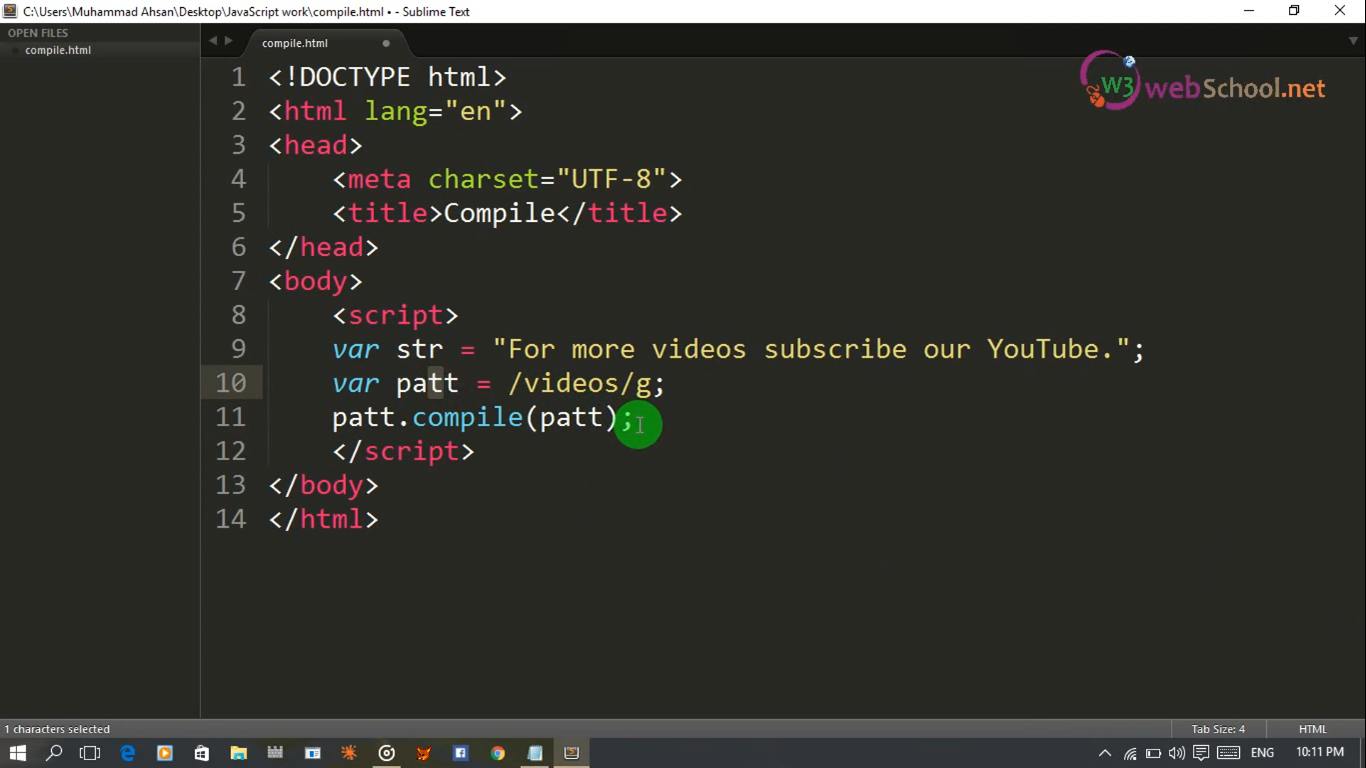 C:\Users\Muhammad Ahsan\Desktop\JavaScript work\compile.html • - Sublime Text
OPEN FILES
compile.html
compile.html
W3 webSchool.net
1 <!DOCTYPE html>
2 <html lang="en">
3 <head>
4 <meta charset="UTF-8">
5 <title>Compile</title>
6 </head>
7 <body>
8 <script>
9 var str = "For more videos subscribe our YouTube.";
10 var patt = /videos/g;
11 patt.compile(patt);
12 </script>
13 </body>
14 </html>
1 characters selected
Tab Size: 4
HTML
ENG
10:11 PM